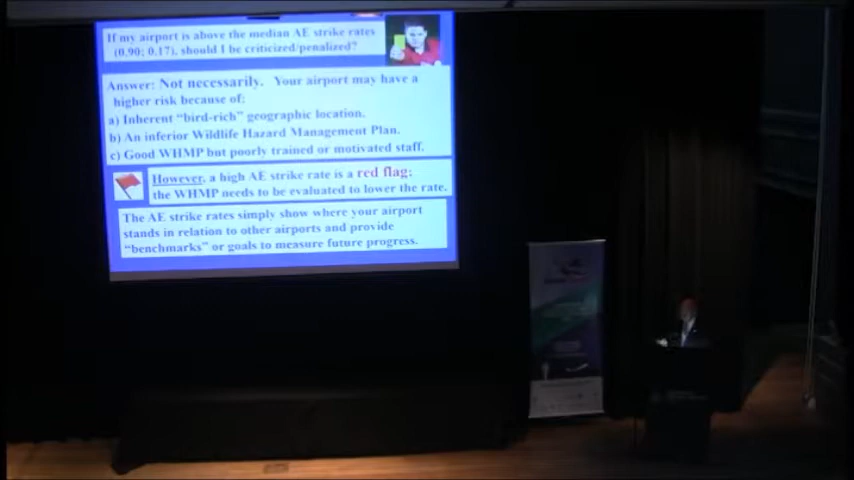 If my airport is above the median AE strike rates
(0.90; 0.17), should I be criticized/penalized?
Answer: Not necessarily. Your airport may have a
higher risk because of:
a) Inherent "bird-rich" geographic location.
b) An inferior Wildlife Hazard Management Plan.
c) Good WHMP but poorly trained or motivated staff.
However, a high AE strike rate is a red flag;
the WHMP needs to be evaluated to lower the rate.
The AE strike rates simply show where your airport
stands in relation to other airports and provide
"benchmarks" or goals to measure future progress.